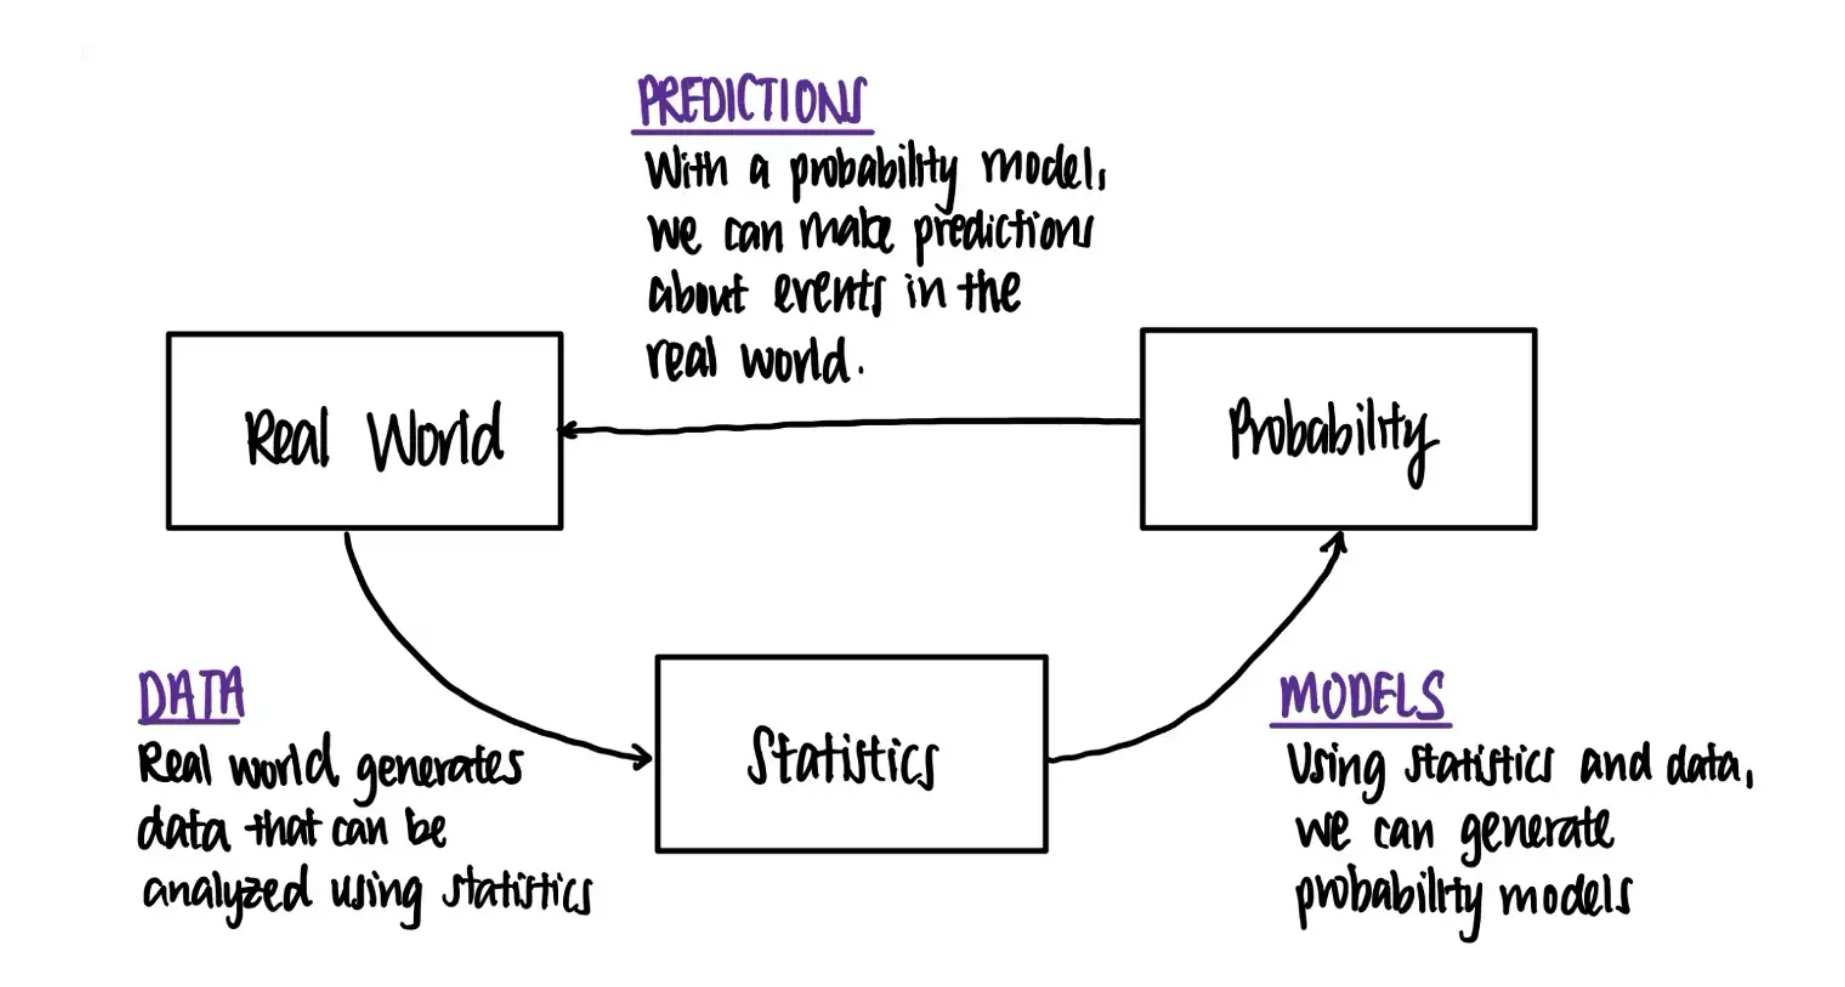 PREDICTIONS
With a probability model,
we can make predictions
about events in the
real world.
Real World
Probability
DATA
Real world generates
data that can be
analyzed using statistics
Statistics
MODELS
Using statistics and data,
we can generate
probability models